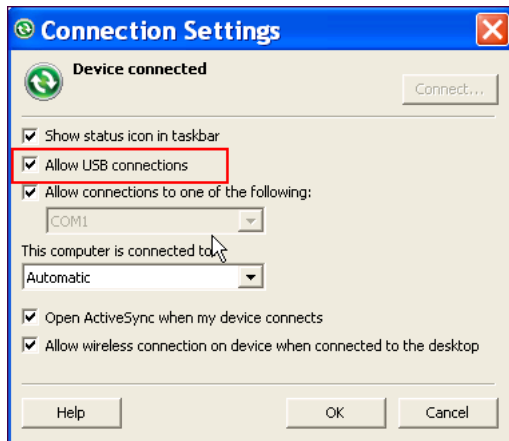 Connection Settings
Device connected
Connect...
Show status icon in taskbar
Allow USB connections
Allow connections to one of the following:
COM1
This computer is connected to:
Automatic
Open ActiveSync when my device connects
Allow wireless connection on device when connected to the desktop
Help
OK
Cancel